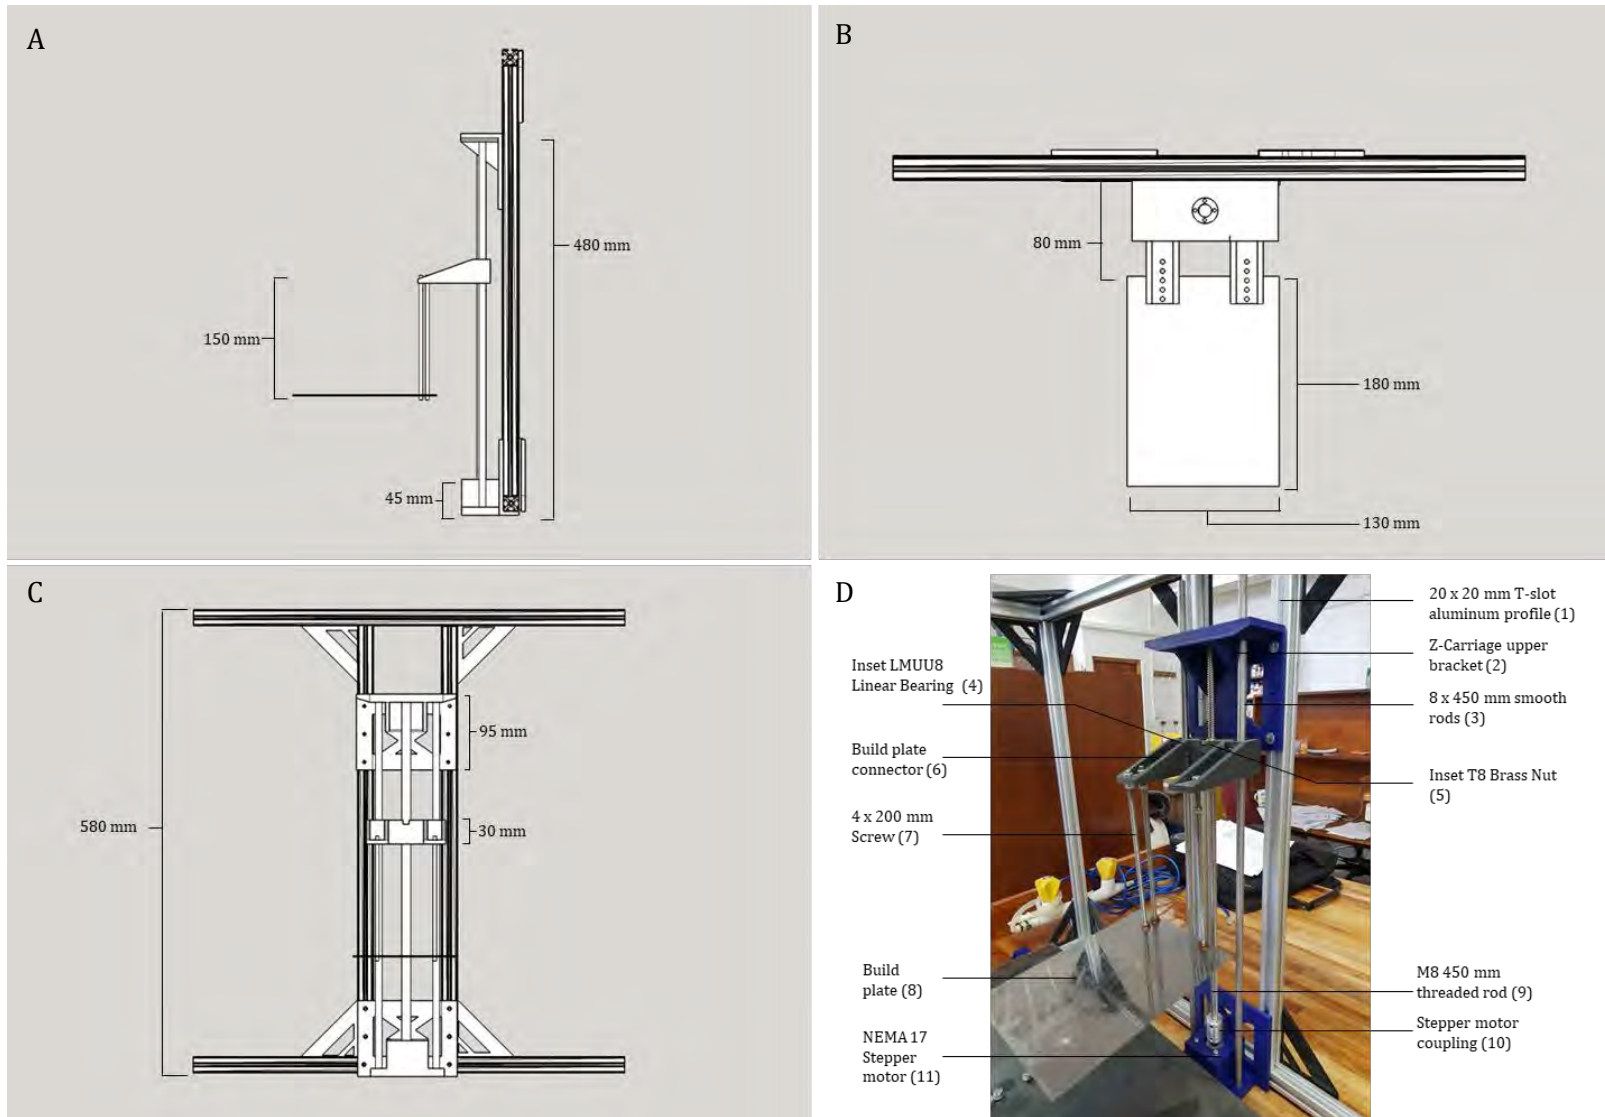 A
480 mm
150 mm
45 mm
B
80 mm
180 mm
130 mm
C
95 mm
580 mm
30 mm
D
20 x 20 mm T-slot
aluminum profile (1)
Z-Carriage upper
bracket (2)
Inset LMUU8
Linear Bearing (4)
8 x 450 mm smooth
rods (3)
Build plate
connector (6)
Inset T8 Brass Nut
(5)
4 x 200 mm
Screw (7)
Build
plate (8)
M8 450 mm
threaded rod (9)
Stepper motor
coupling (10)
NEMA 17
Stepper
motor (11)